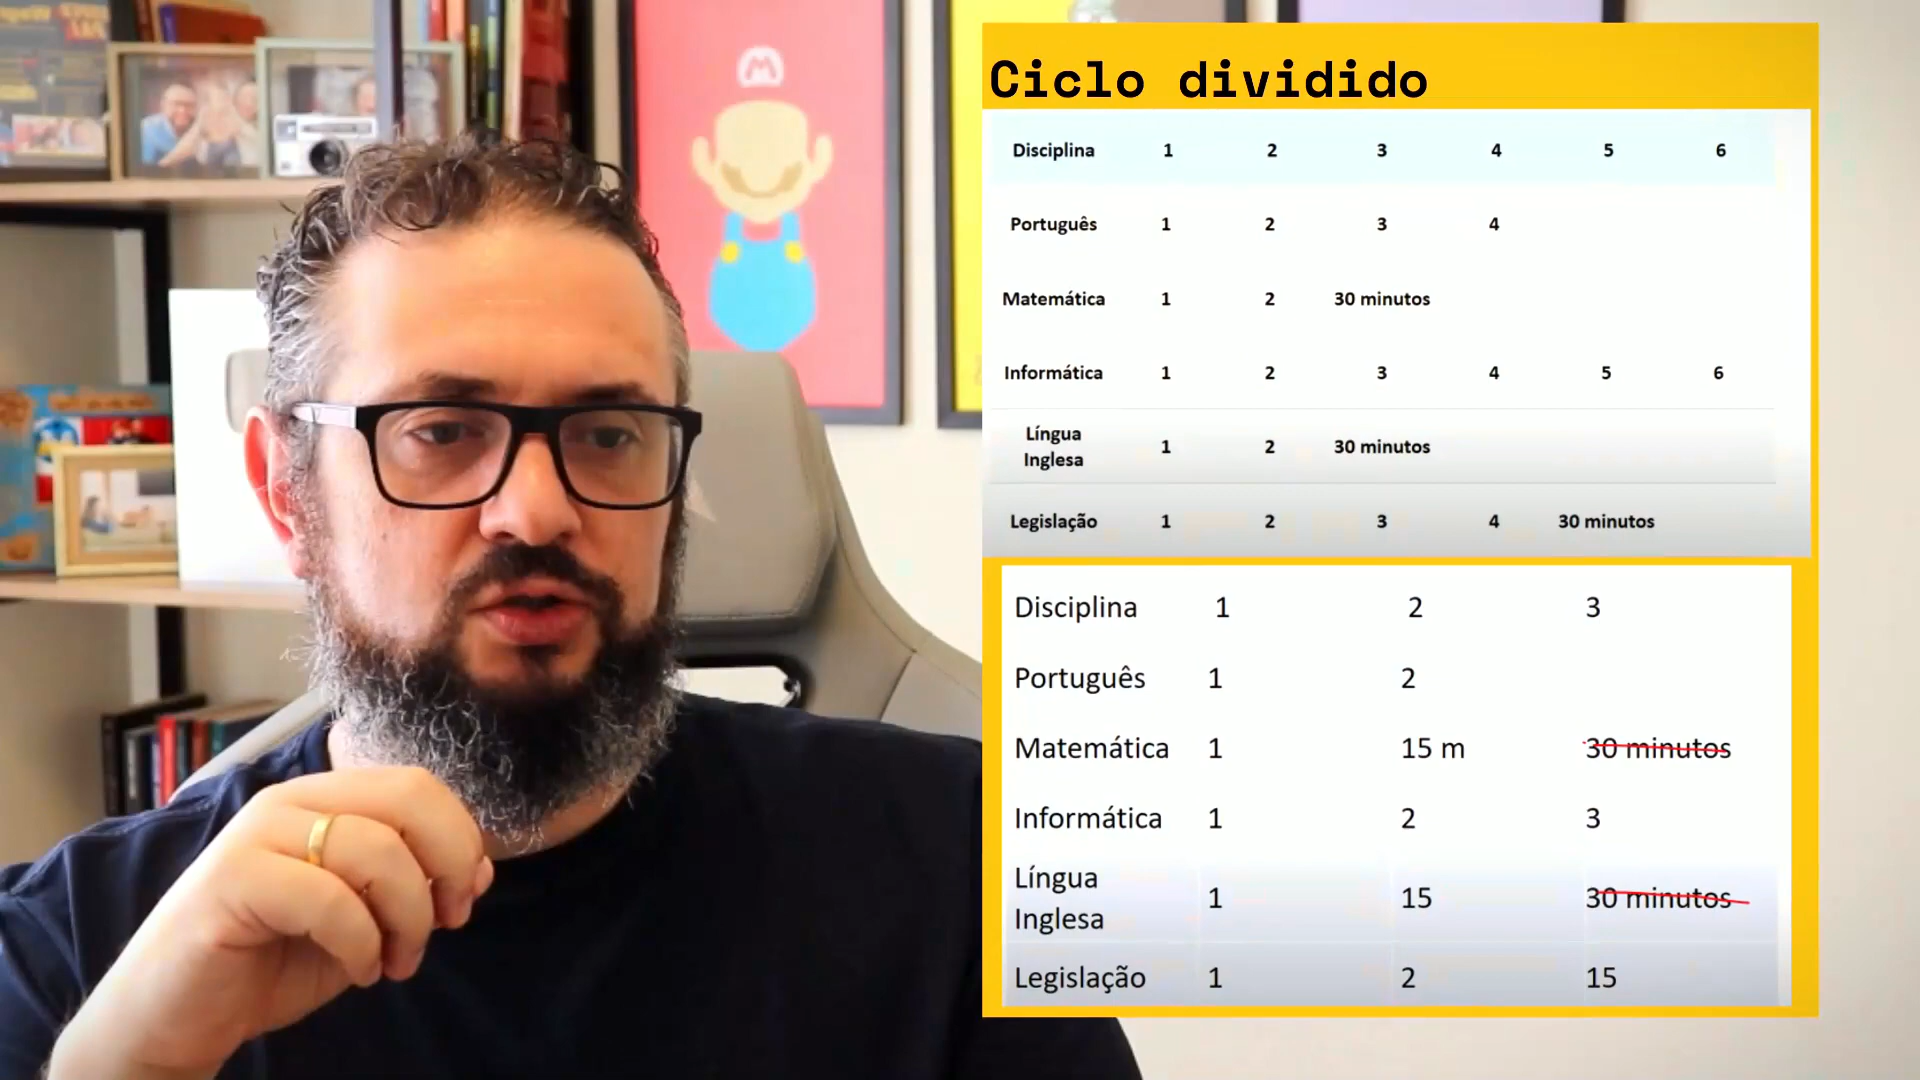 Ciclo dividido
Disciplina 1 2 3 4 5 6
Português 1 2 3 4
Matemática 1 2 30 minutos
Informática 1 2 3 4 5 6
Língua
Inglesa 1 2 30 minutos
Legislação 1 2 3 4 30 minutos
Disciplina 1 2 3
Português 1 2
Matemática 1 15 m 30 minutos
Informática 1 2 3
Língua
Inglesa 1 15 30 minutos
Legislação 1 2 15
M